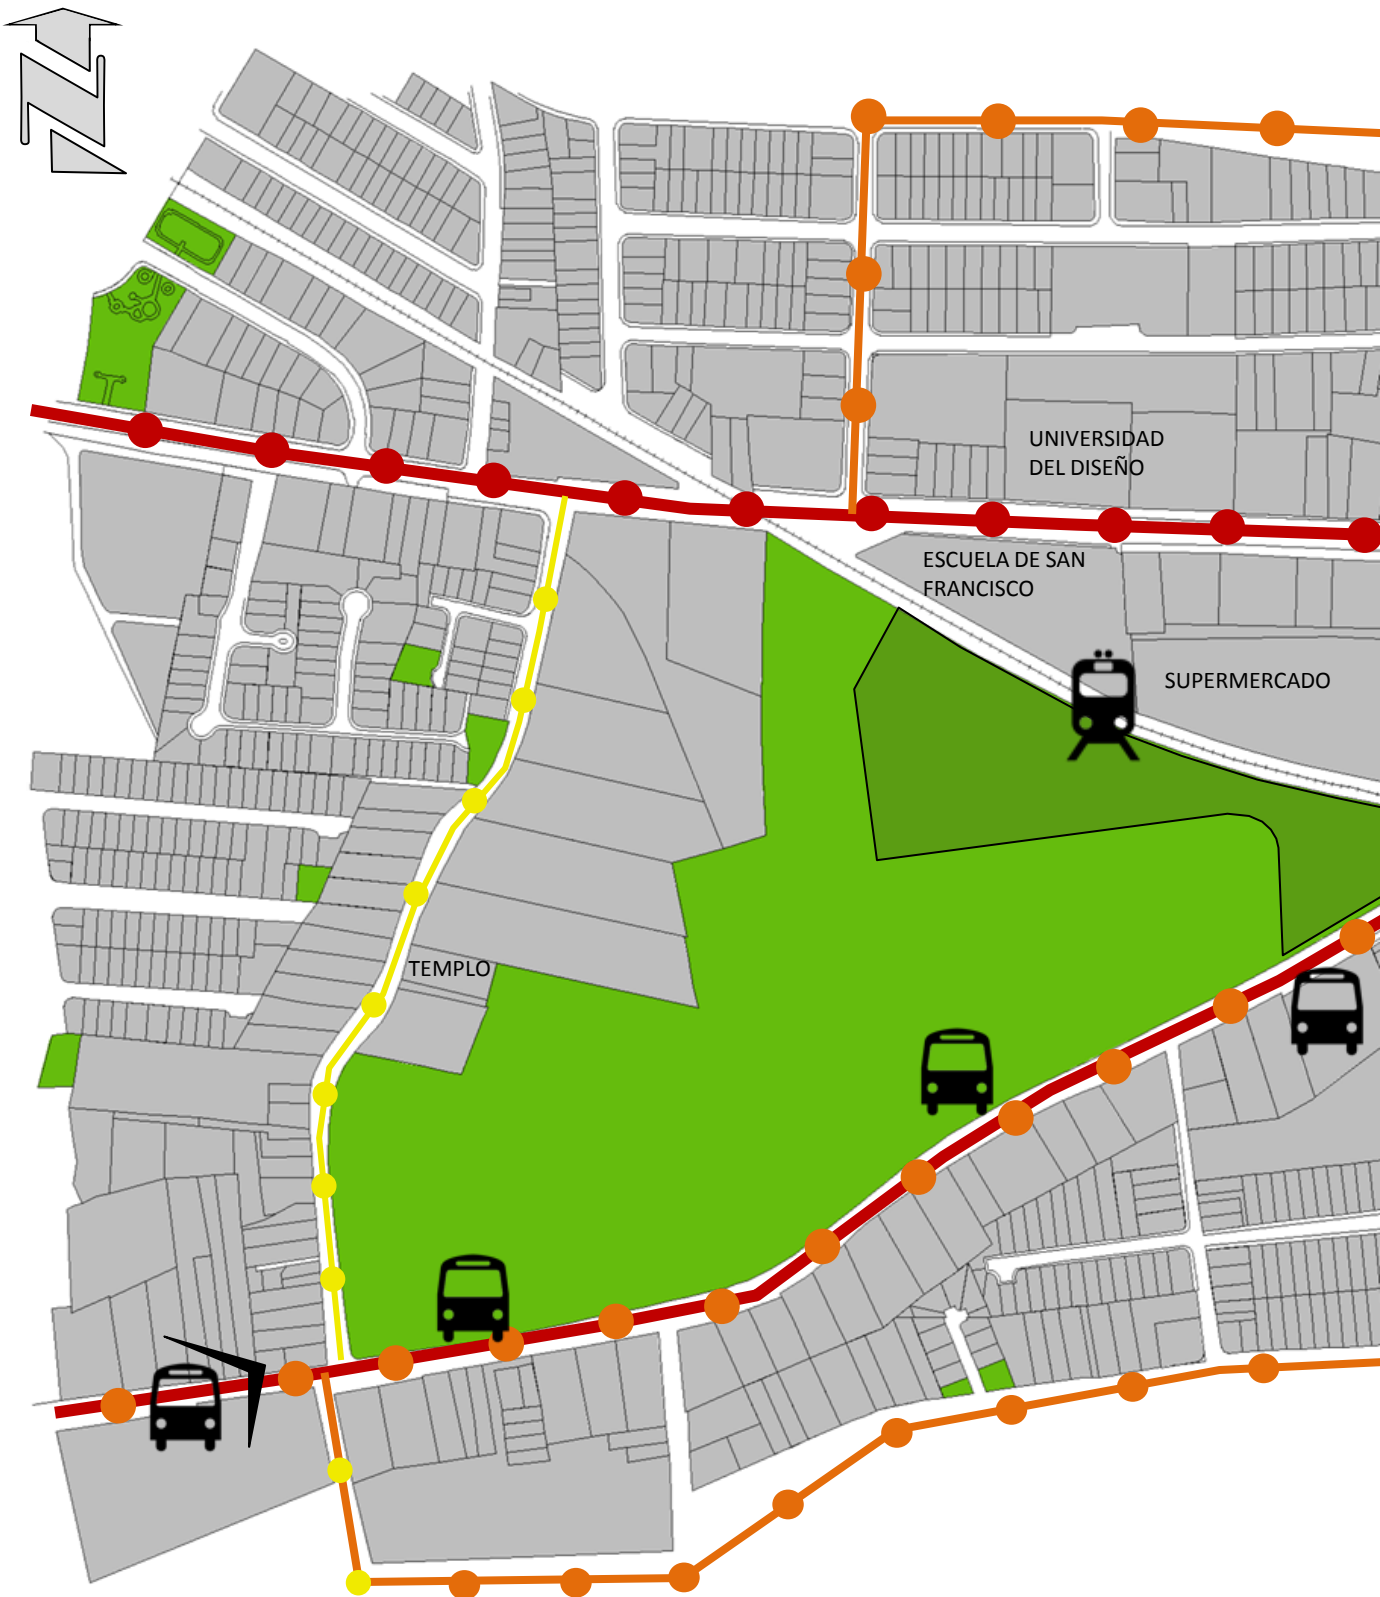 UNIVERSIDAD
DEL DISEÑO
ESCUELA DE SAN
FRANCISCO
SUPERMERCADO
TEMPLO